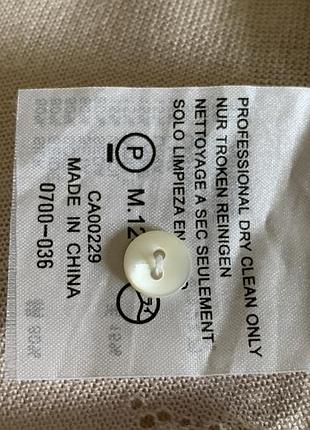 PROFESSIONAL DRY CLEAN ONLY
NUR TROKEN REINIGEN
NETTOYAGE A SEC SEULEMENT
SOLO LIMPIEZA EN
P M.12
CA00229
MADE IN CHINA
0700-036